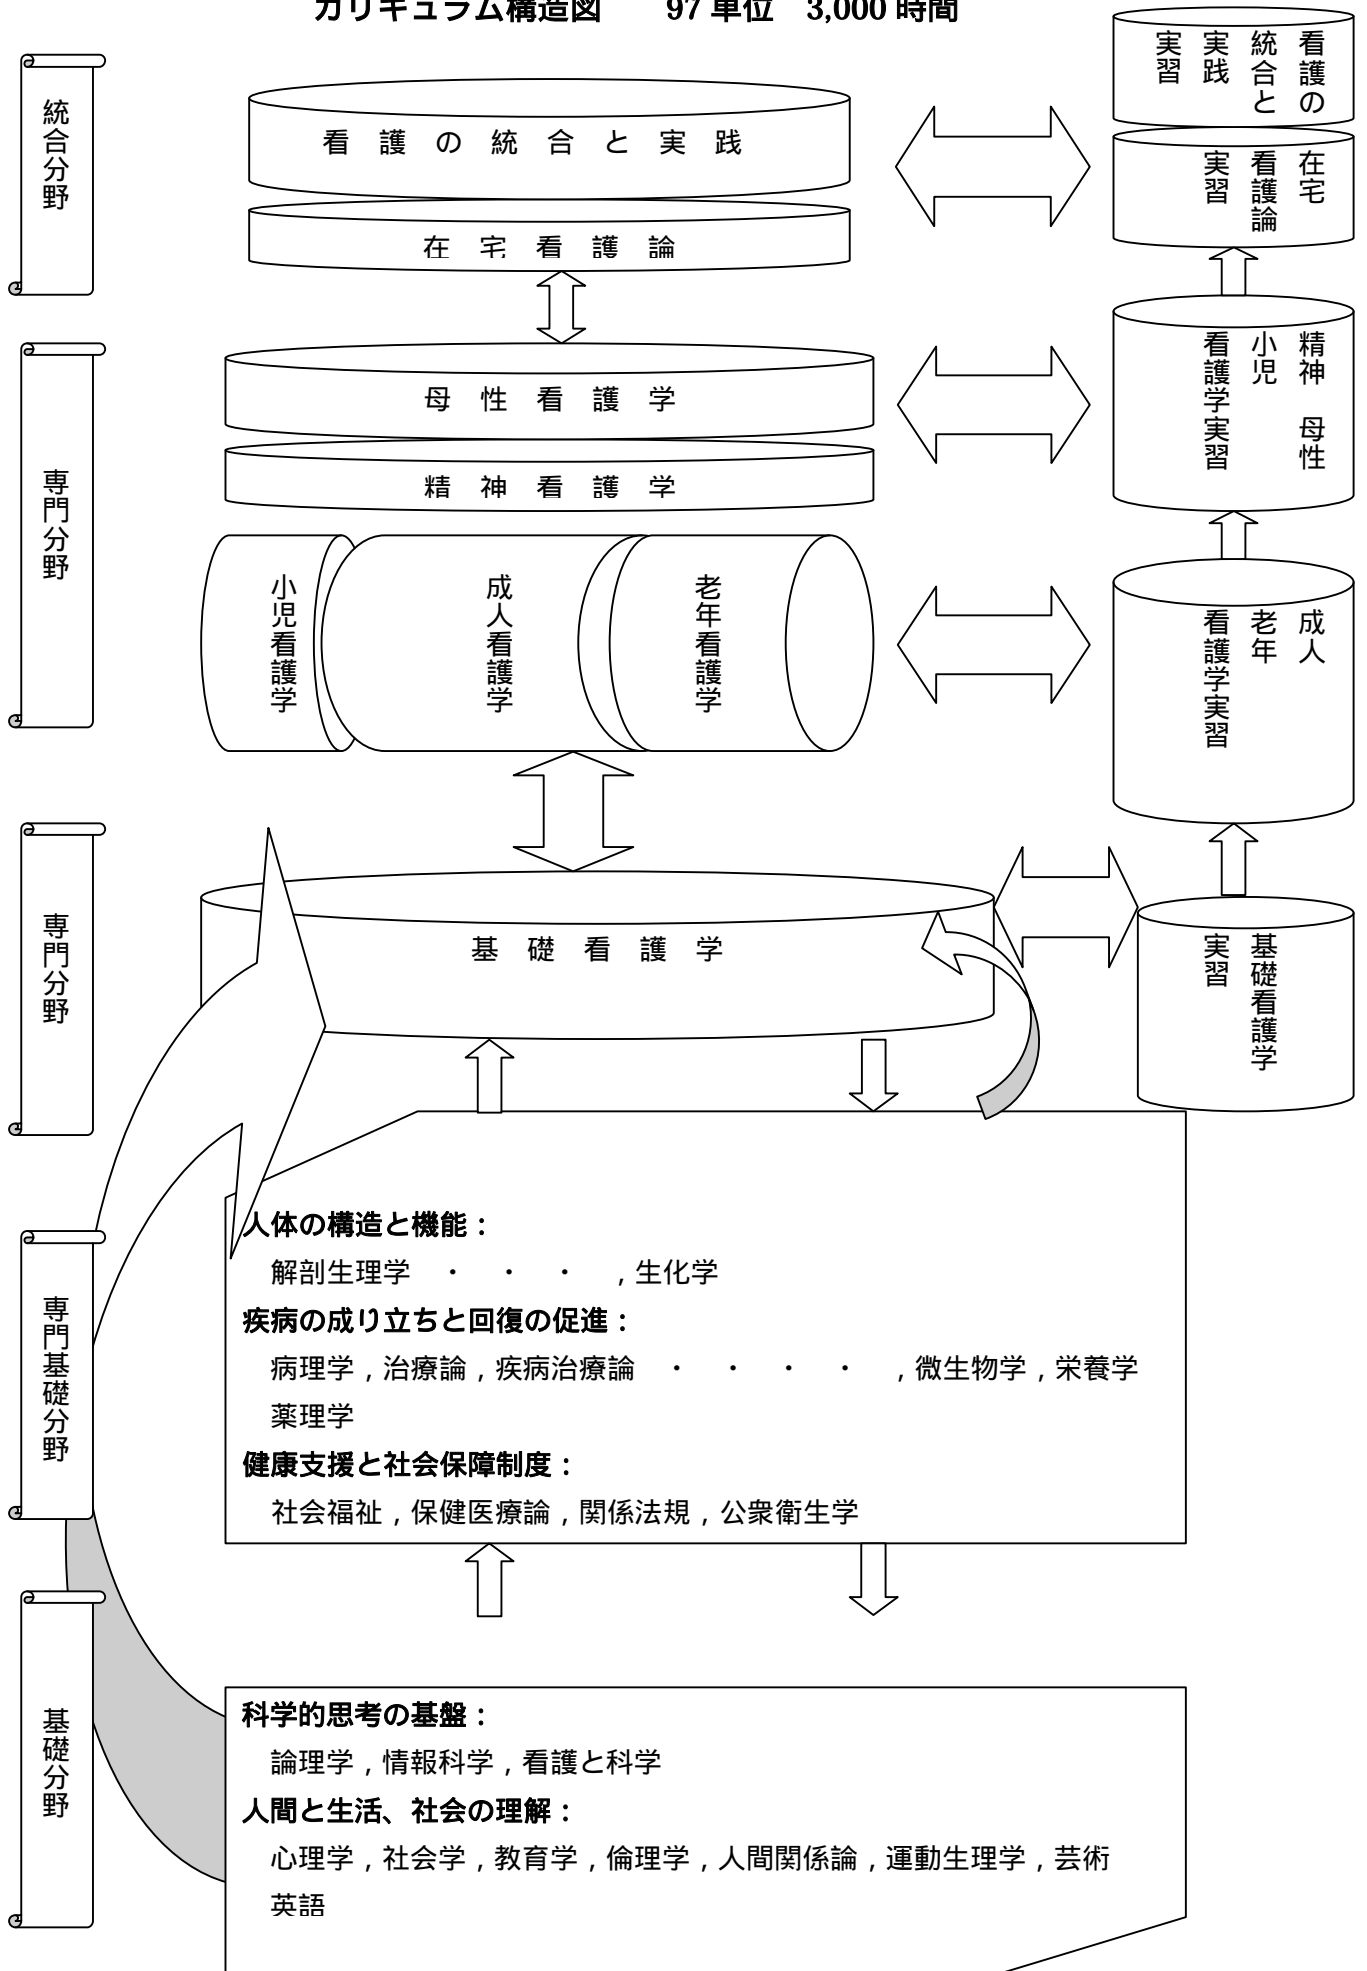 カリキュラム構造図　　97 単位　3,000 時間
統合分野
看護の統合と実践
在宅看護論
看護の
統合と
実践
実習
在宅
看護論
実習
専門分野
母性看護学
精神看護学
精神　母性
小児
看護学実習
小児看護学
成人看護学
老年看護学
成人
老年
看護学実習
専門分野
基礎看護学
基礎看護学
実習
専門基礎分野
人体の構造と機能：
解剖生理学　・　・　・　，生化学
疾病の成り立ちと回復の促進：
病理学，治療論，疾病治療論　・　・　・　・　，微生物学，栄養学
薬理学
健康支援と社会保障制度：
社会福祉，保健医療論，関係法規，公衆衛生学
基礎分野
科学的思考の基盤：
論理学，情報科学，看護と科学
人間と生活、社会の理解：
心理学，社会学，教育学，倫理学，人間関係論，運動生理学，芸術
英語